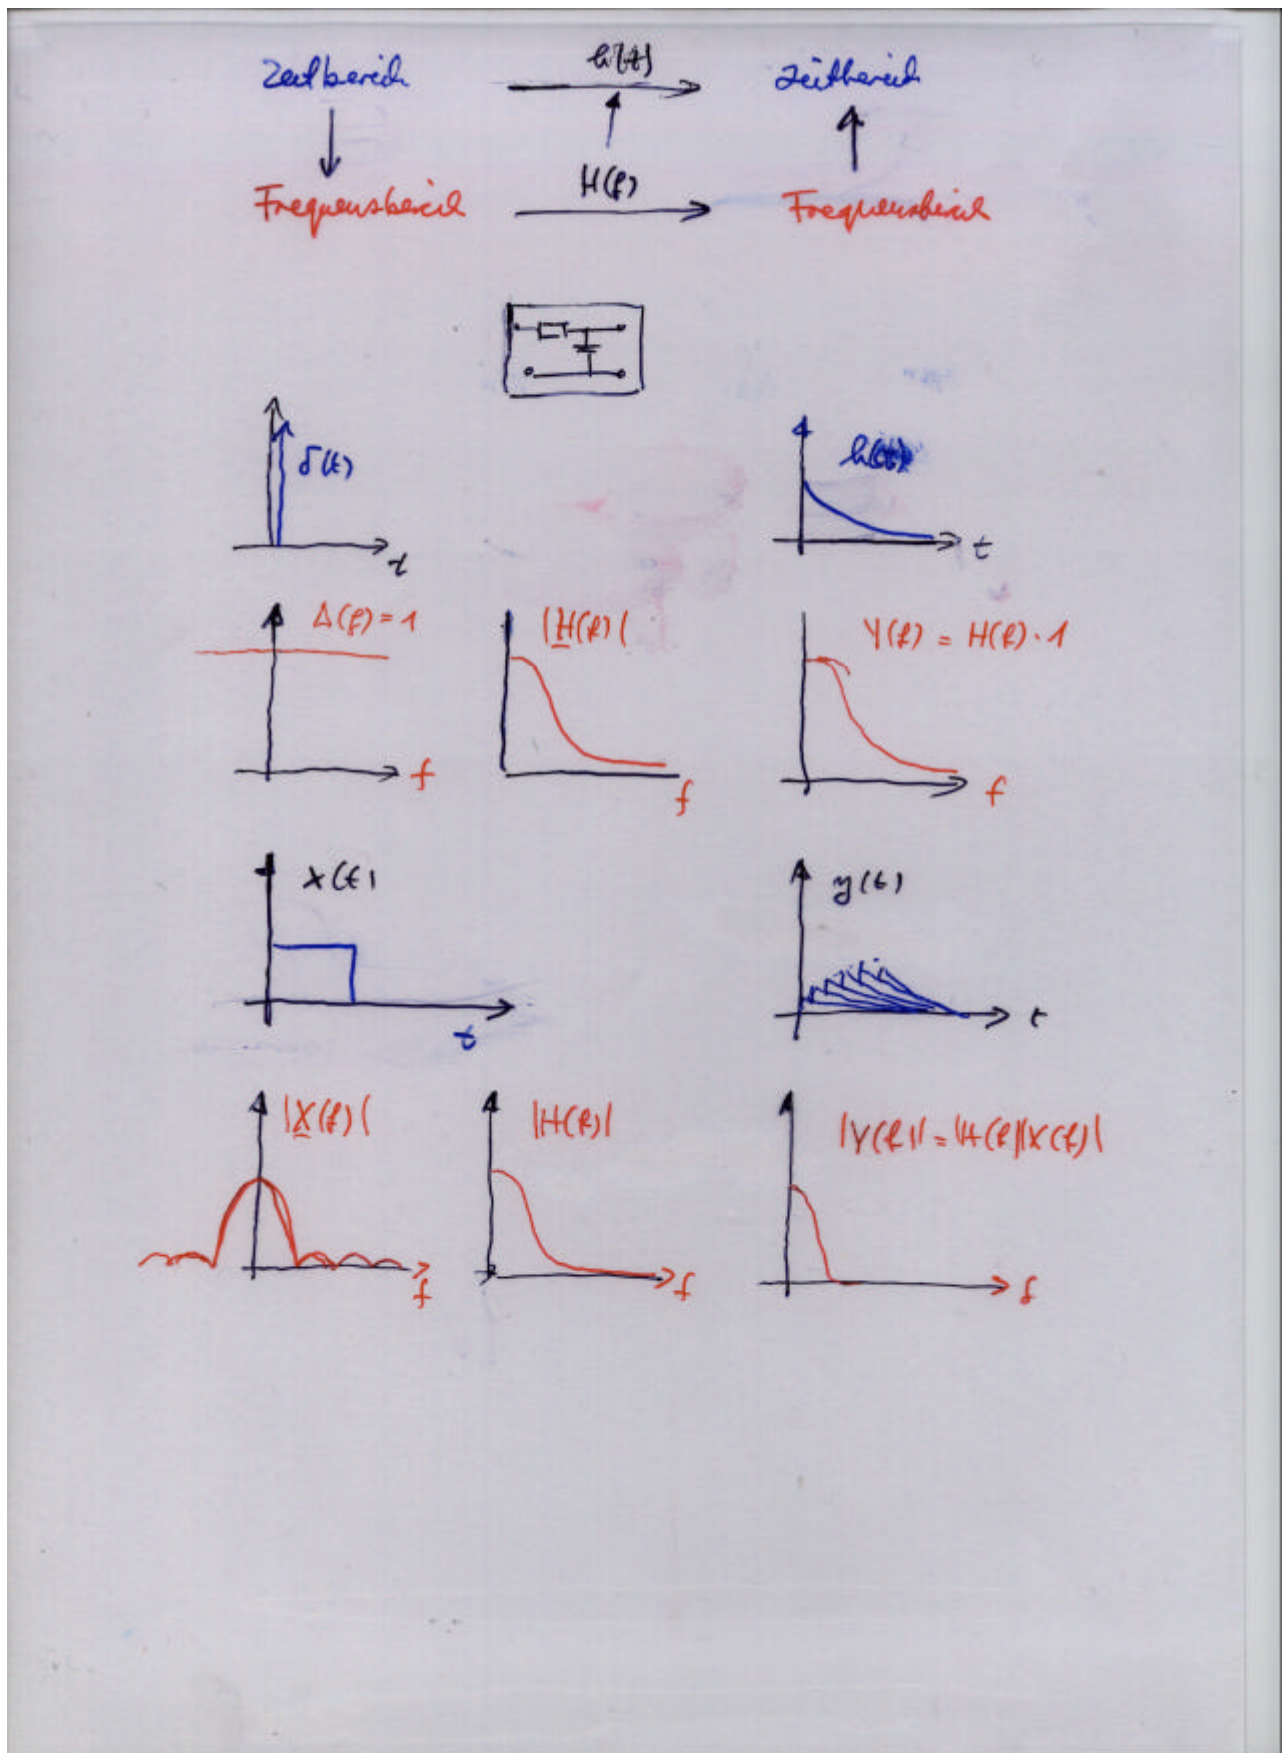 Zeitbereich h(t) Zeitbereich
Frequenzbereich H(f) Frequenzbereich
δ(t) h(t)
t t
Δ(f) = 1 |H(f)| Y(f) = H(f) · 1
f f f
x(t) y(t)
t t
|X(f)| |H(f)| |Y(f)| = |H(f)||X(f)|
f f f